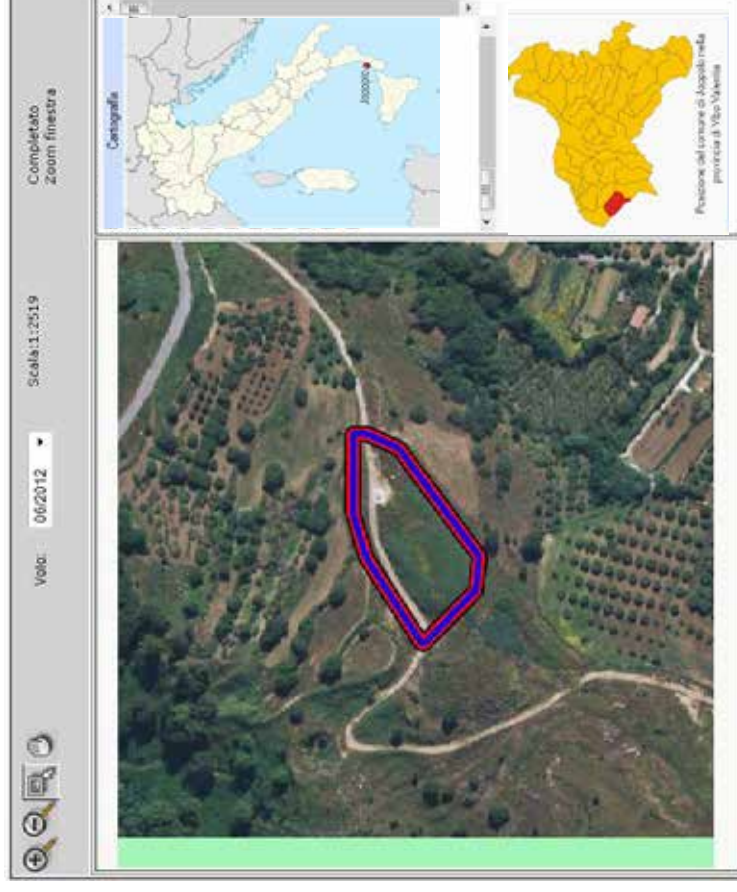 Volo: 06/2012 Scala:1:2519 Completato
Zoom finestra
Cartografia
Joppolo
Posizione del comune di Joppolo nella
provincia di Vibo Valentia